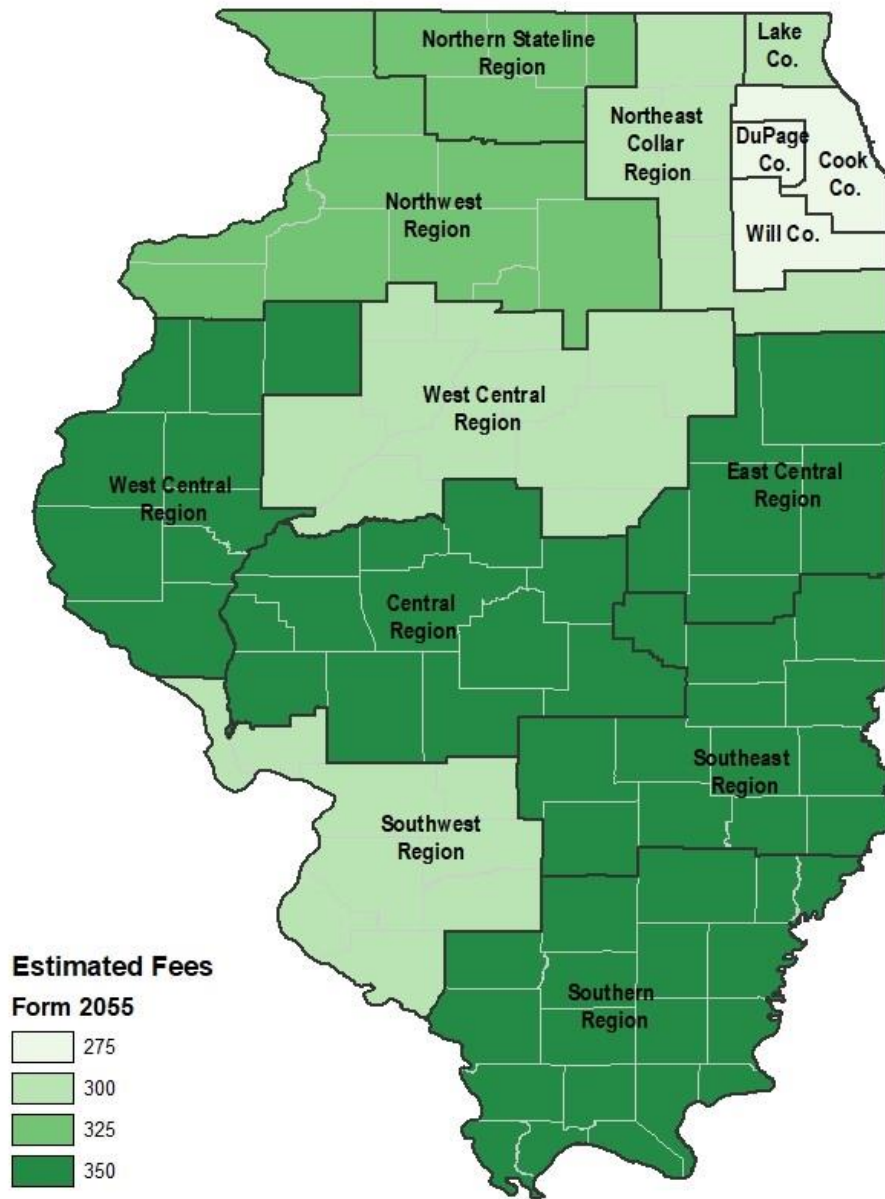 Northern Stateline
Region
Lake
Co.
Northeast
Collar
Region
DuPage
Co.
Cook
Co.
Will Co.
Northwest
Region
West Central
Region
West Central
Region
East Central
Region
Central
Region
Southeast
Region
Southwest
Region
Southern
Region
Estimated Fees
Form 2055
275
300
325
350